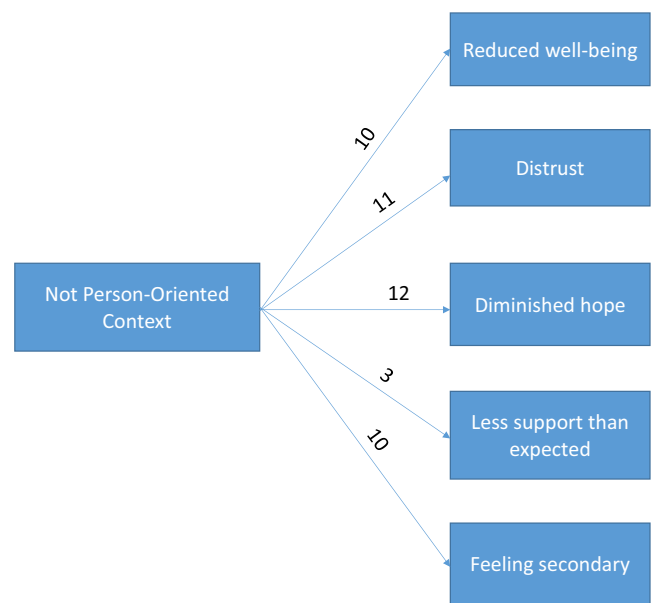 Reduced well-being
10
Distrust
11
Not Person-Oriented
Context
12
Diminished hope
3
Less support than
expected
10
Feeling secondary